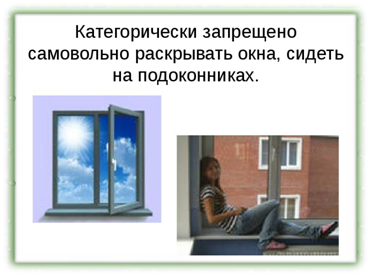 Категорически запрещено
самовольно раскрывать окна, сидеть
на подоконниках.